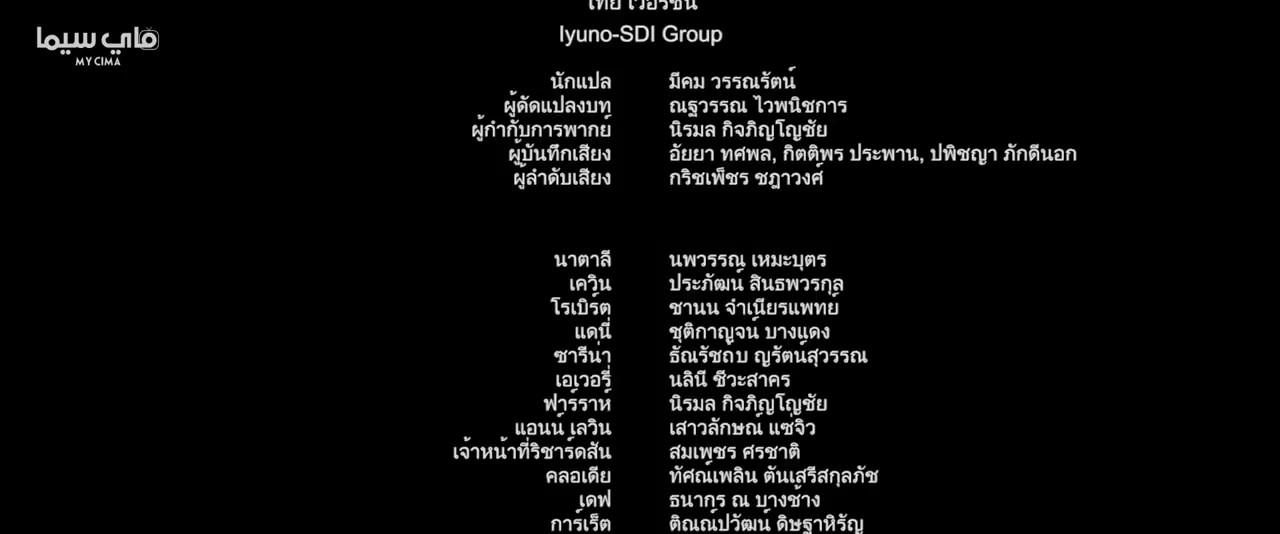 ไทย เวอร์ชั่น
Iyuno-SDI Group
ماي سيما
MY CIMA
นักแปล มีคม วรรณรัตน์
ผู้ดัดแปลงบท ณฐวรรณ ไวพนิชการ
ผู้กำกับการพากย์ นิรมล กิจภิญโญชัย
ผู้บันทึกเสียง อัยยา ทศพล, กิตติพร ประพาน, ปพิชญา ภักดีนอก
ผู้ลำดับเสียง กริชเพ็ชร ชฎาวงศ์
นาตาลี นพวรรณ เหมะบุตร
เควิน ประภัฒน์ สินธพวรกุล
โรเบิร์ต ชานน จำเนียรแพทย์
แดนี่ ชุติกาญจน์ บางแดง
ซารีน่า ธัณรัชถ์บ ญรัตน์สุวรรณ
เอเวอรี่ นลินี ชีวะสาคร
ฟาร์ราห์ นิรมล กิจภิญโญชัย
แอนน์ เลวิน เสาวลักษณ์ แซ่จิว
เจ้าหน้าที่ริชาร์ดสัน สมเพชร ศรชาติ
คลอเดีย ทัศณ์เพลิน ตันเสรีสกุลภัช
เดฟ ธนากร ณ บางช้าง
การ์เร็ต ติณณ์ปวัฒน์ ดิษฐาหิรัญ